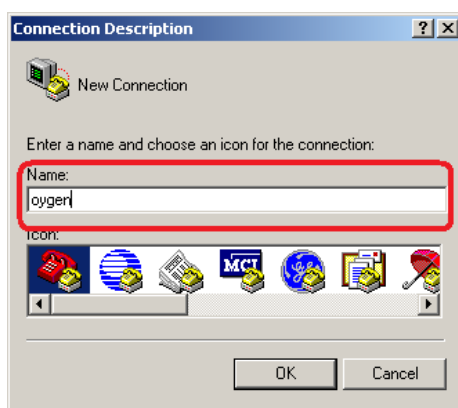 Connection Description
New Connection
Enter a name and choose an icon for the connection:
Name:
oygen
Icon:
MCI
OK
Cancel